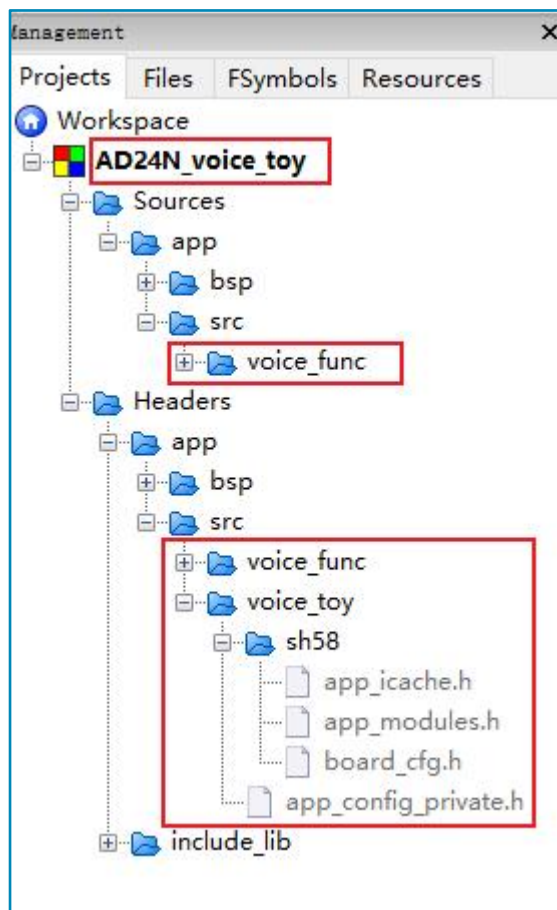 Management
Projects Files FSymbols Resources
Workspace
AD24N_voice_toy
Sources
app
bsp
src
voice_func
Headers
app
bsp
src
voice_func
voice_toy
sh58
app_icache.h
app_modules.h
board_cfg.h
app_config_private.h
include_lib